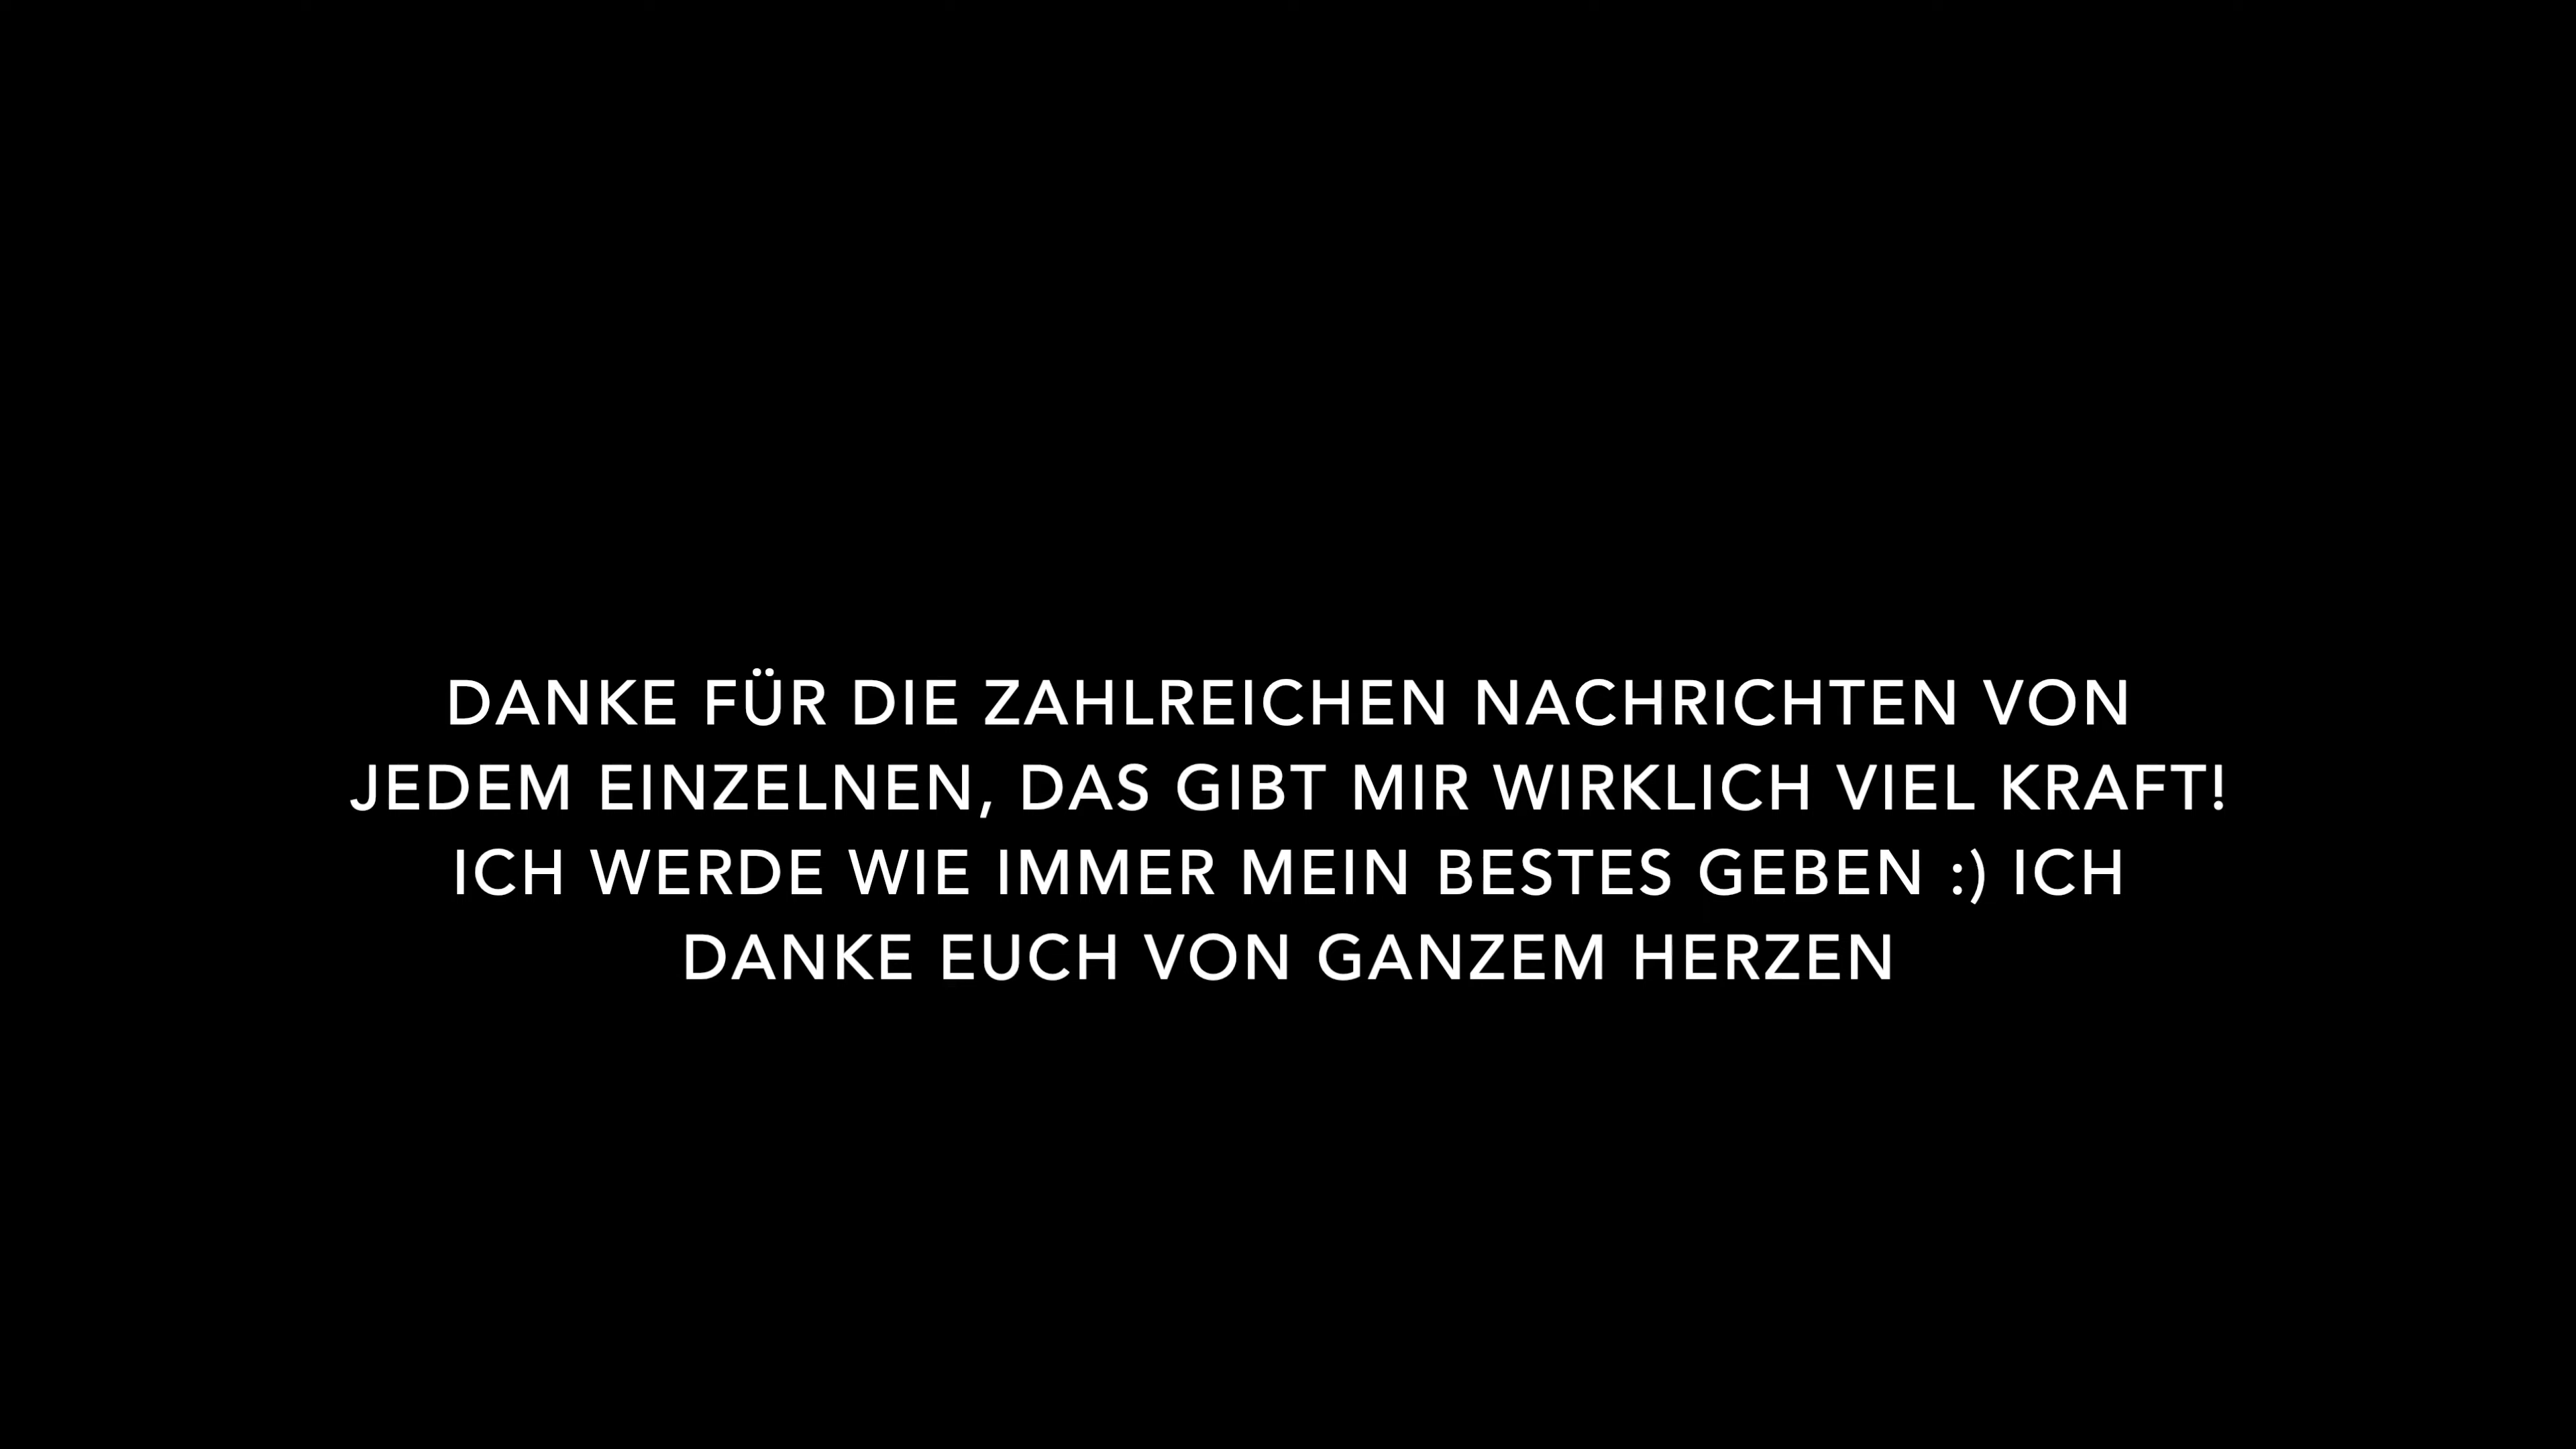 DANKE FÜR DIE ZAHLREICHEN NACHRICHTEN VON
JEDEM EINZELNEN, DAS GIBT MIR WIRKLICH VIEL KRAFT!
ICH WERDE WIE IMMER MEIN BESTES GEBEN :) ICH
DANKE EUCH VON GANZEM HERZEN